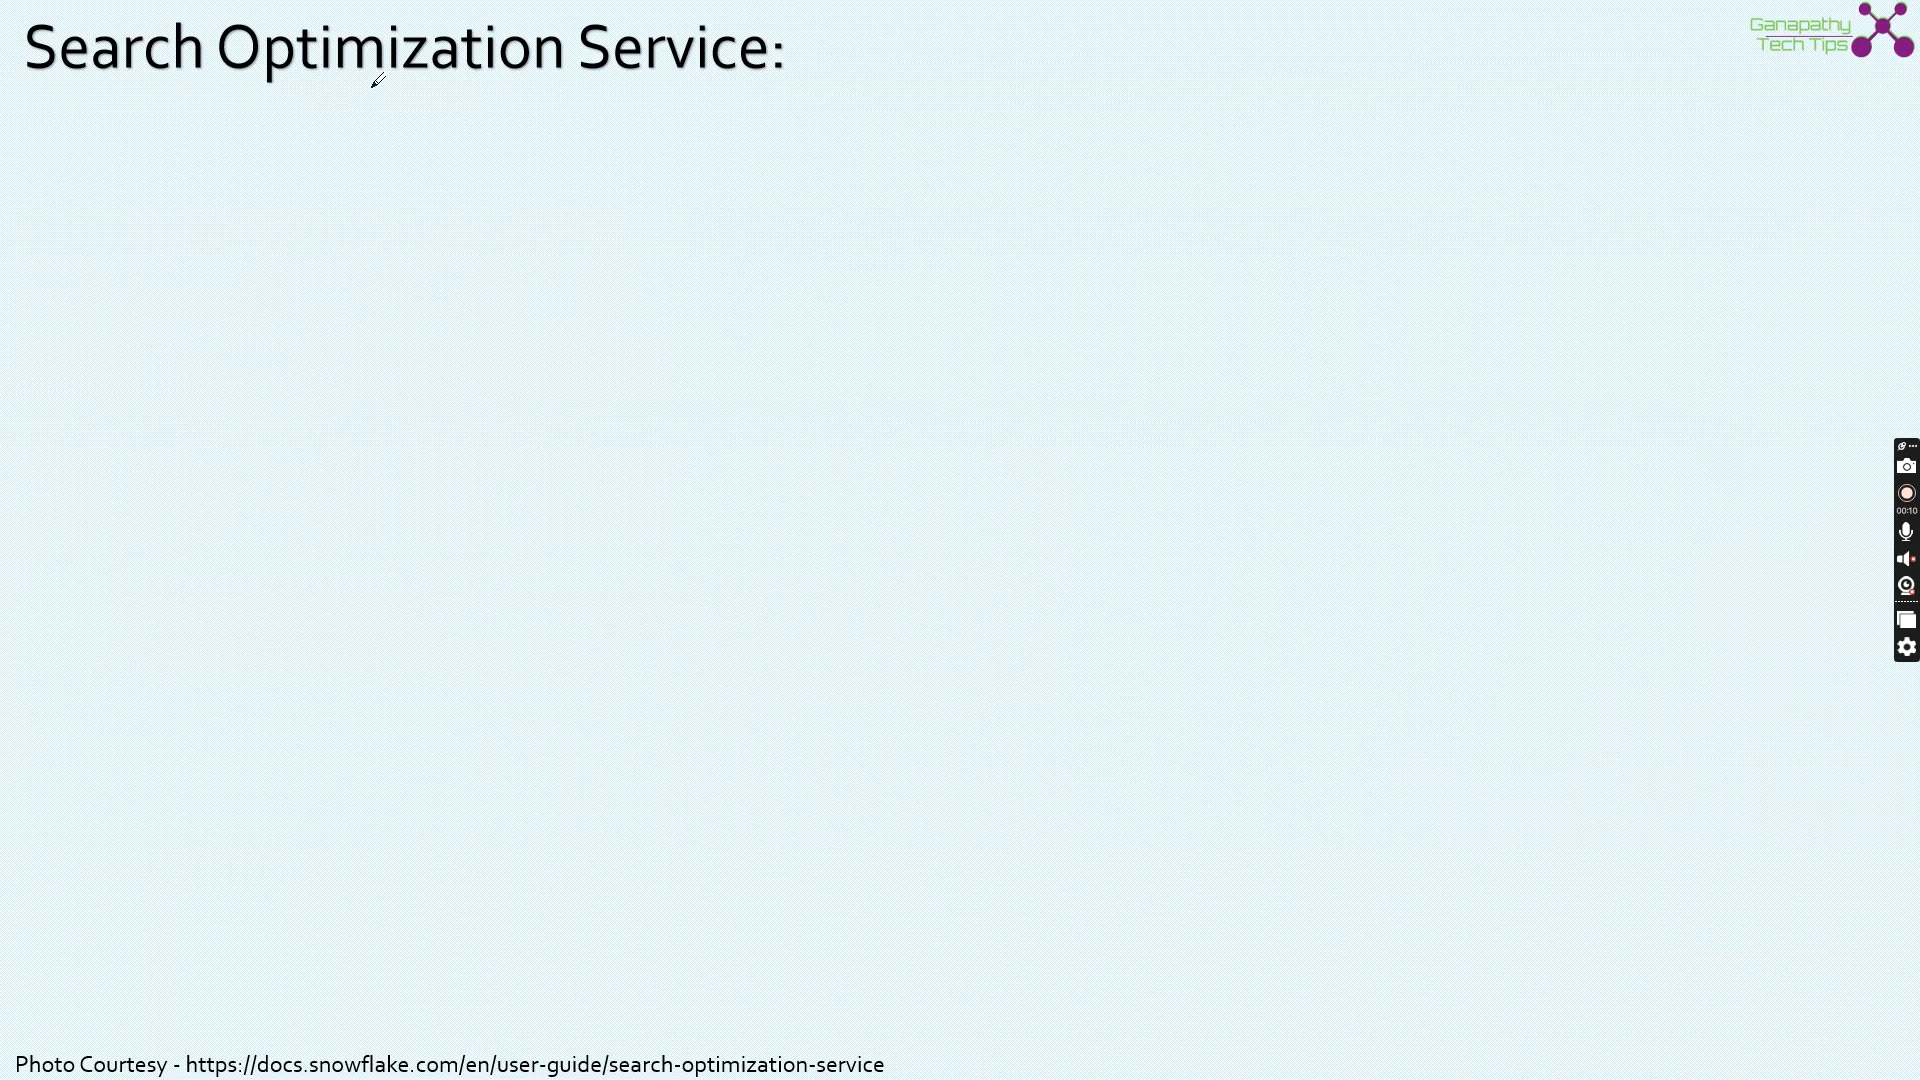 Search Optimization Service:
Ganapathy
Tech Tips
00:10
Photo Courtesy - https://docs.snowflake.com/en/user-guide/search-optimization-service